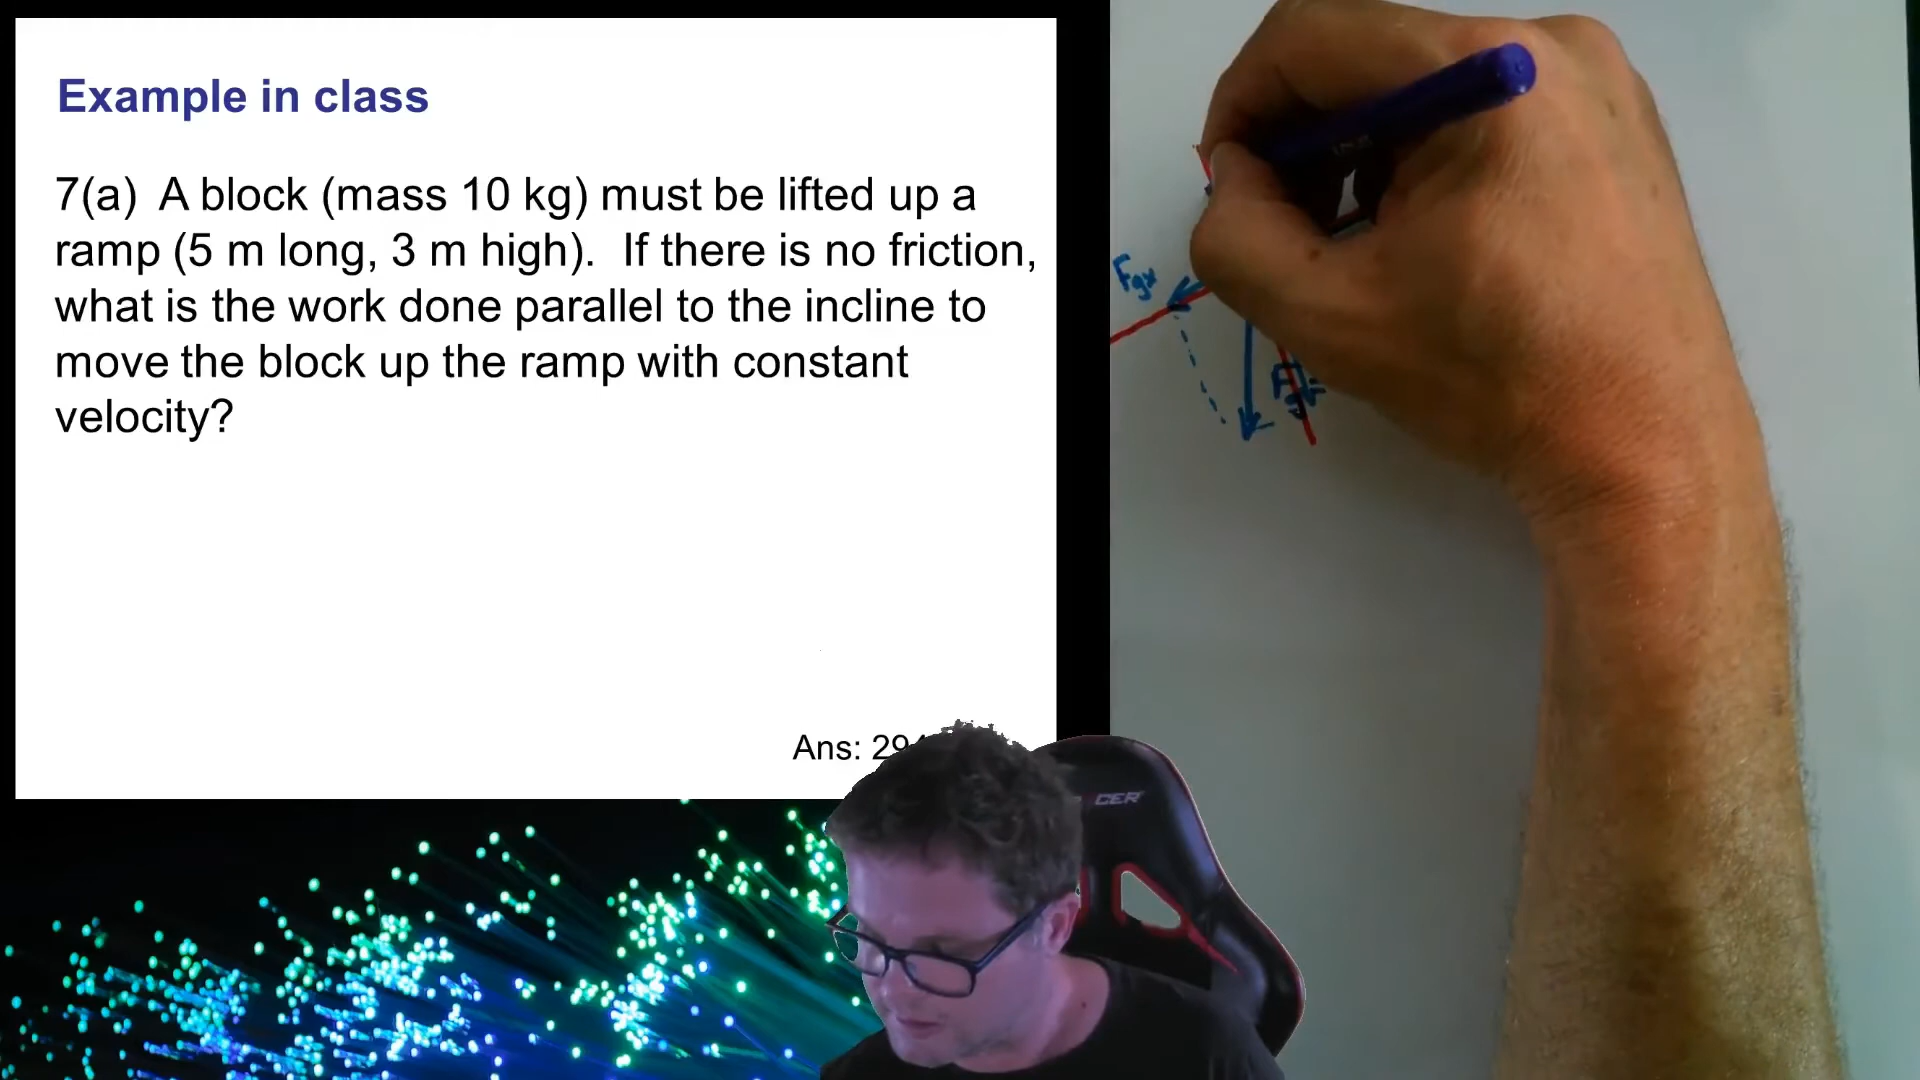 Example in class
7(a) A block (mass 10 kg) must be lifted up a
ramp (5 m long, 3 m high). If there is no friction,
what is the work done parallel to the incline to
move the block up the ramp with constant
velocity?
Ans:
Fgx
Fg
CER